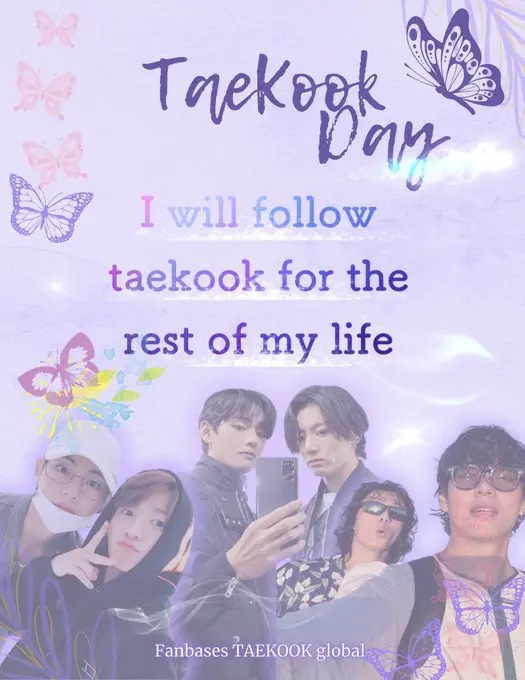 TaeKook
Day
I will follow
taekook for the
rest of my life
Fanbases TAEKOOK global